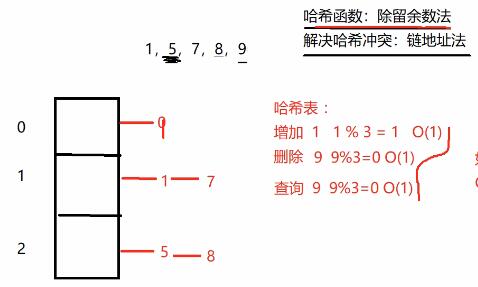 哈希函数：除留余数法
解决哈希冲突：链地址法
1, 5, 7, 8, 9
哈希表：
增加 1 1 % 3 = 1 O(1)
删除 9 9%3=0 O(1)
查询 9 9%3=0 O(1)
0
1 1 7
2 5 8